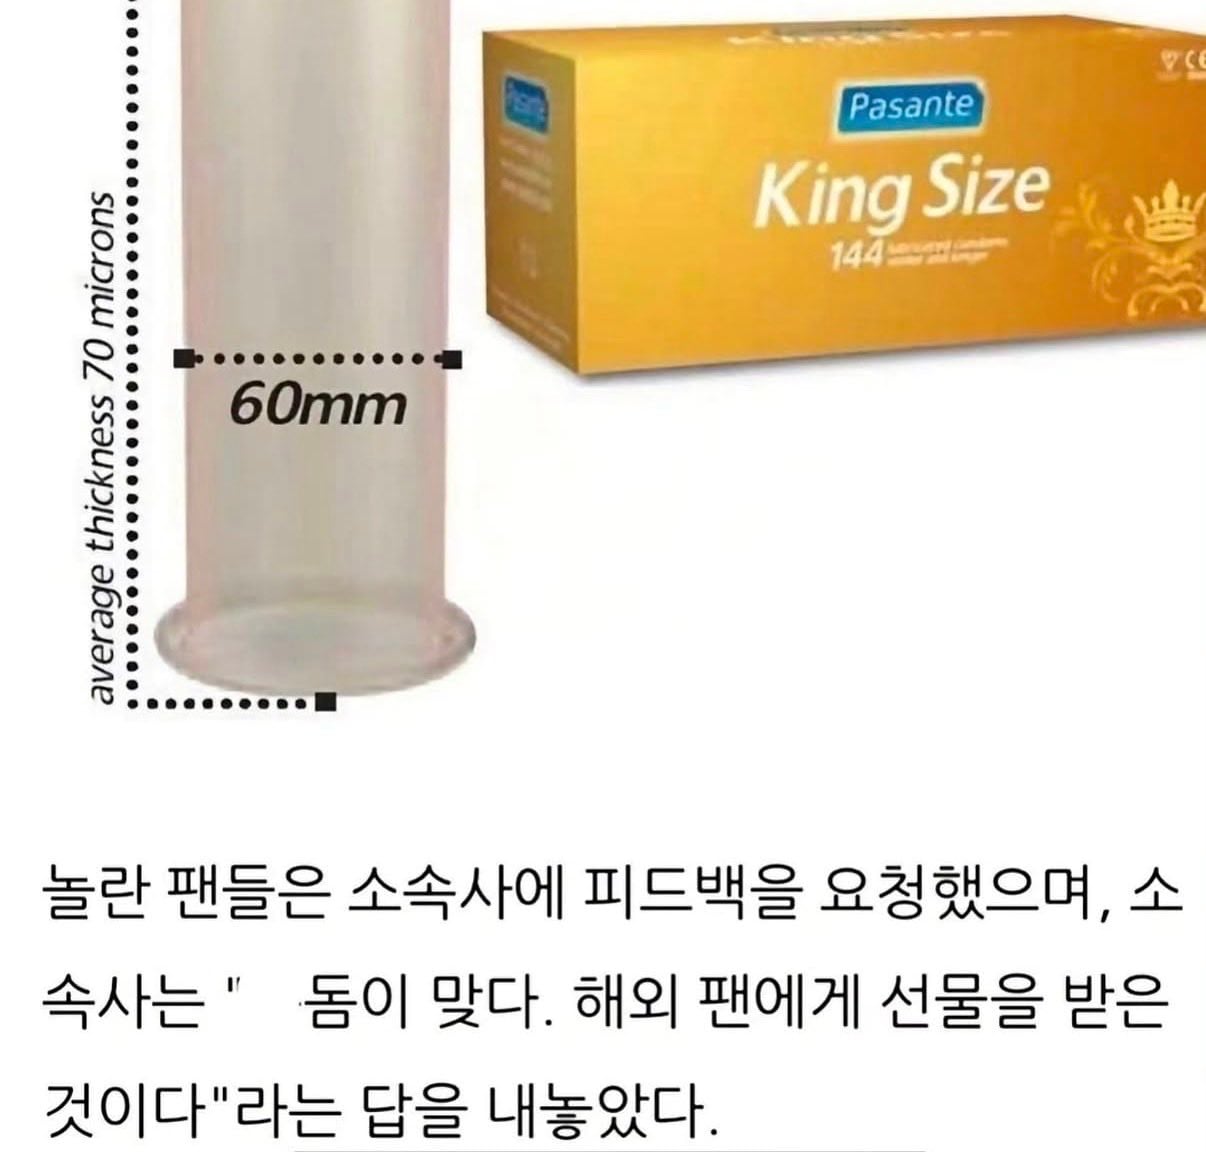 average thickness 70 microns
Pasante
King Size
144
60mm
놀란 팬들은 소속사에 피드백을 요청했으며, 소
속사는 " 돔이 맞다. 해외 팬에게 선물을 받은
것이다"라는 답을 내놓았다.